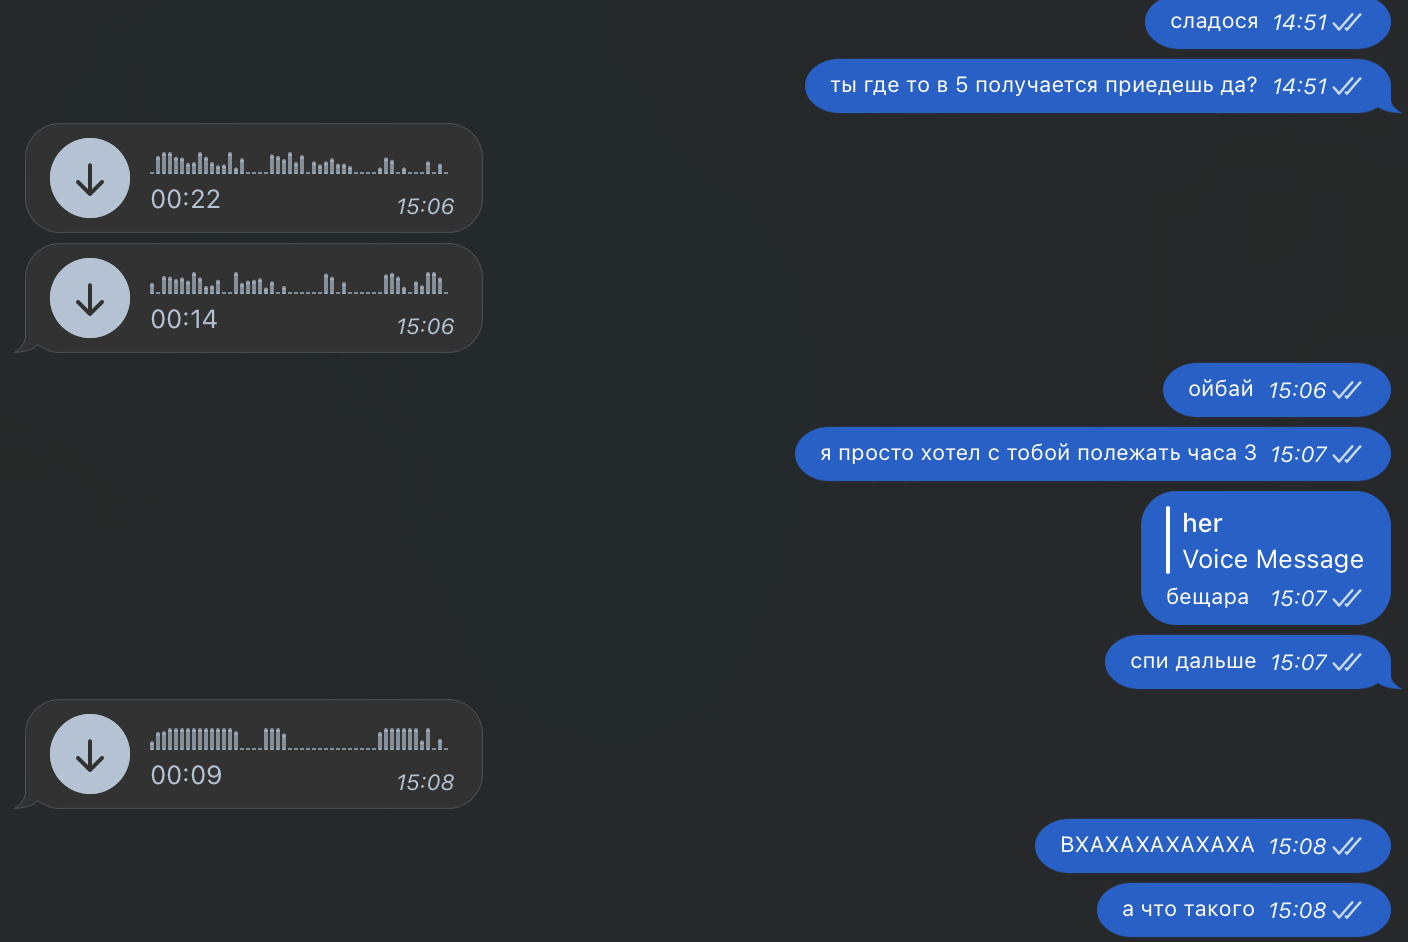 сладося 14:51
ты где то в 5 получается приедешь да? 14:51
00:22 15:06
00:14 15:06
ойбай 15:06
я просто хотел с тобой полежать часа 3 15:07
her
Voice Message
бещара 15:07
спи дальше 15:07
00:09 15:08
ВХАХАХАХАХАХА 15:08
а что такого 15:08